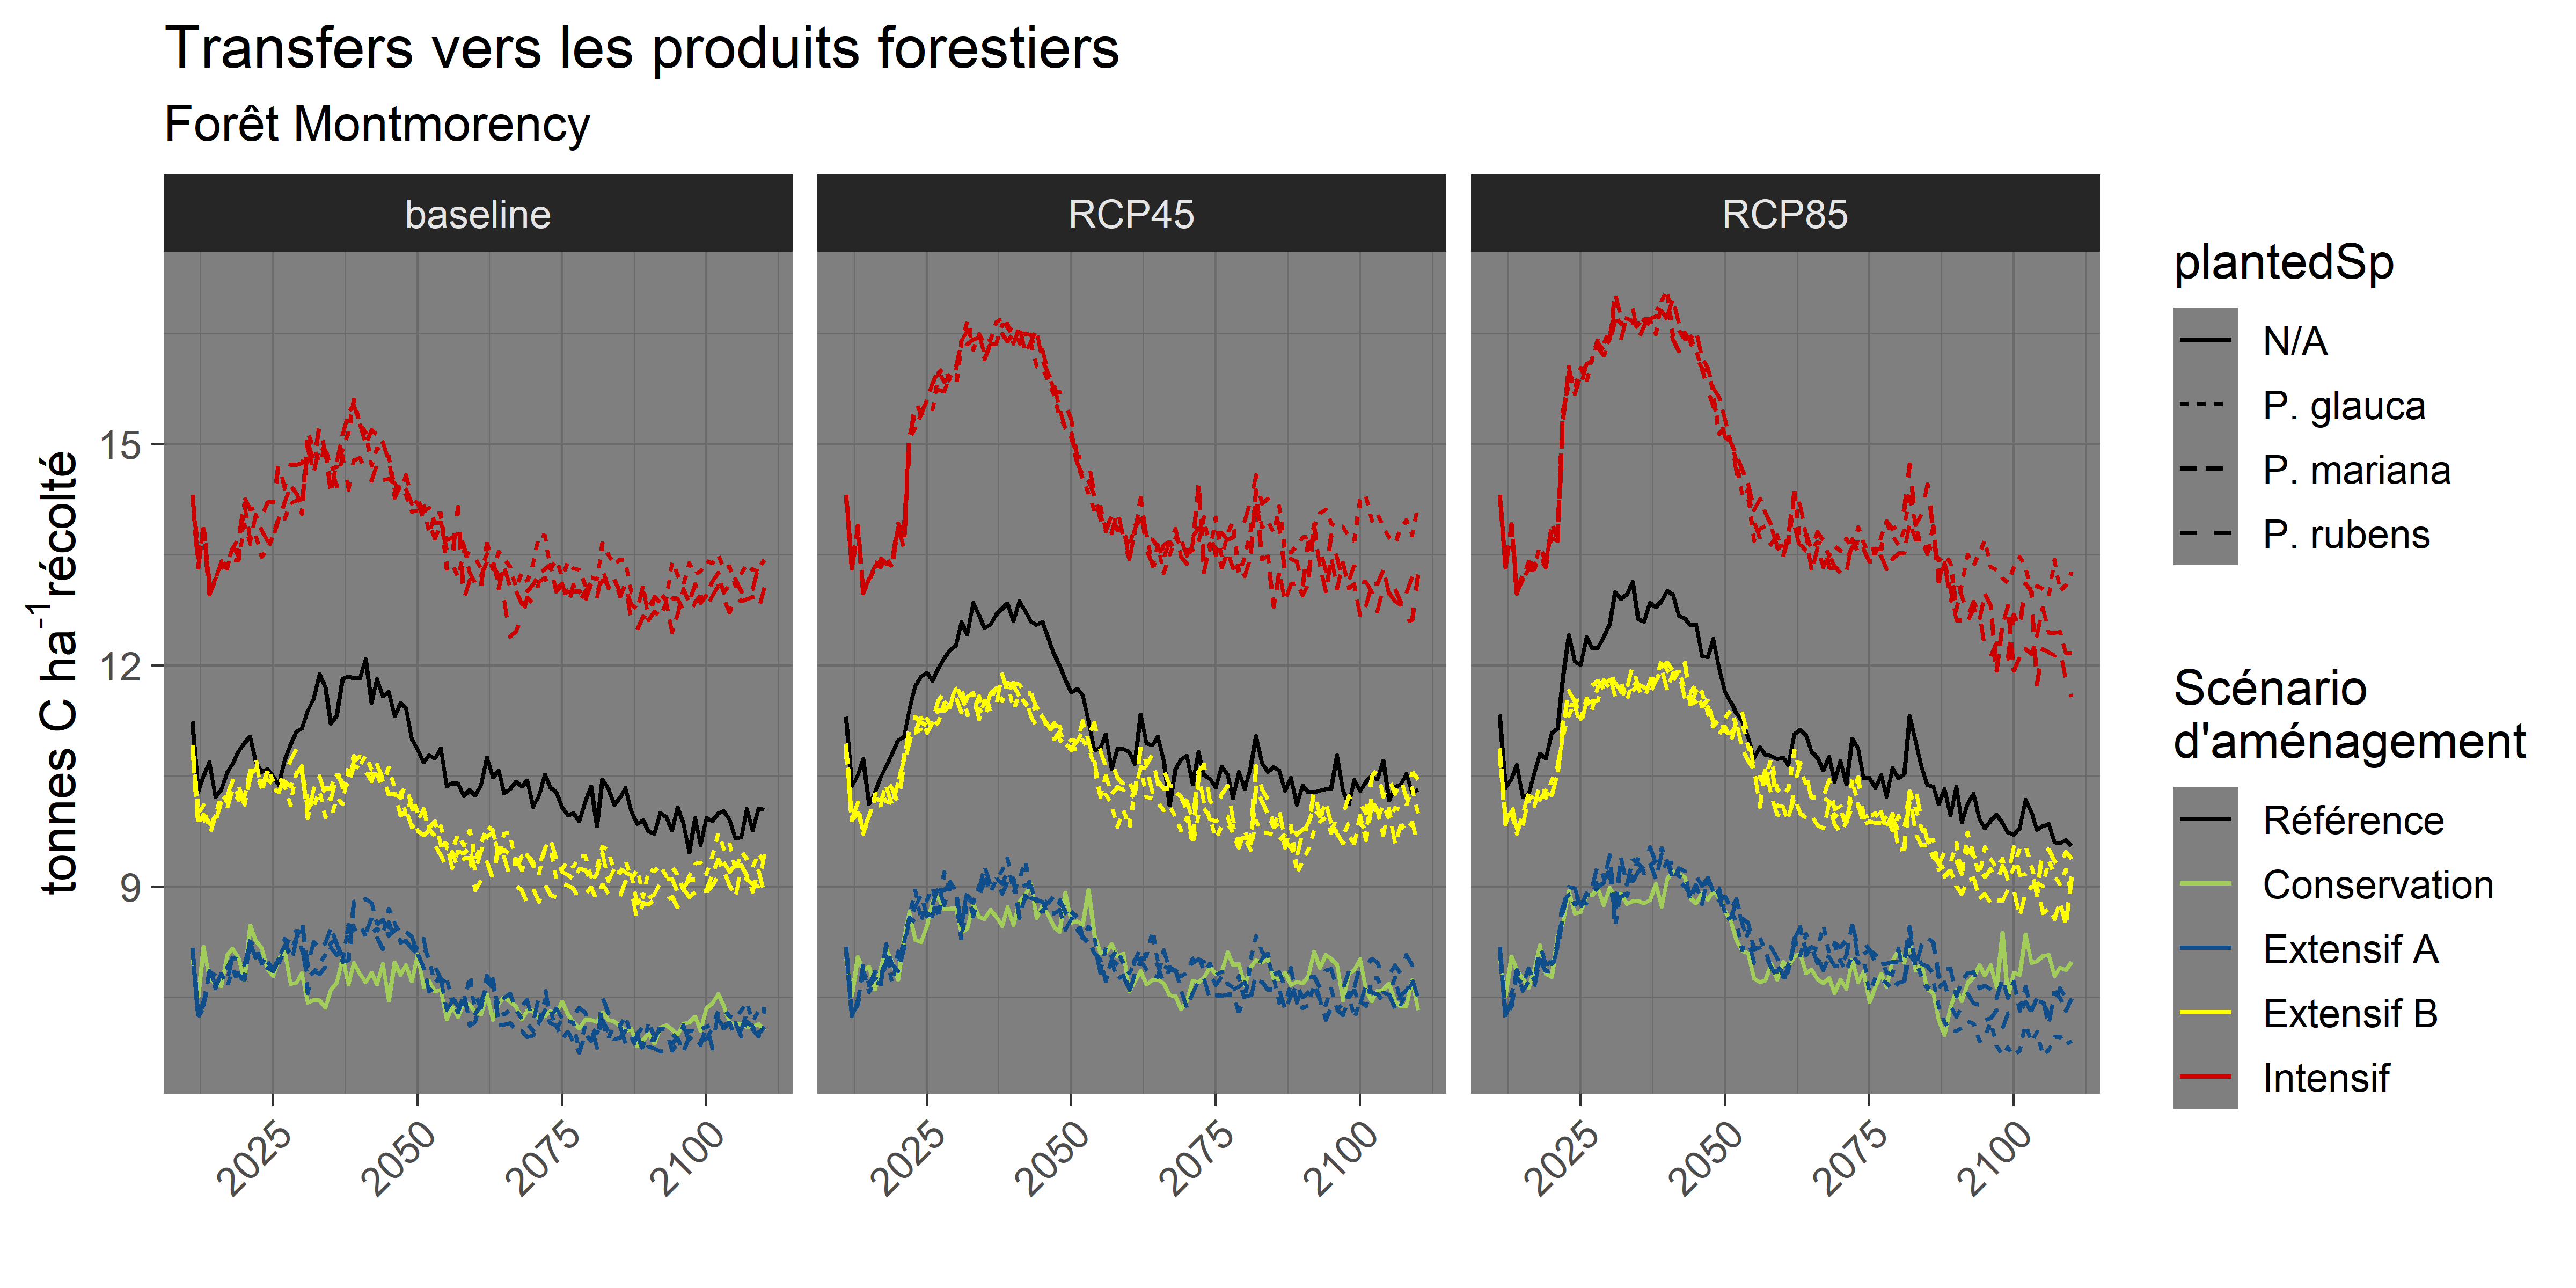 Transfers vers les produits forestiers
Forêt Montmorency
baseline
RCP45
RCP85
tonnes C ha⁻¹ récolté
15
12
9
2025
2050
2075
2100
2025
2050
2075
2100
2025
2050
2075
2100
plantedSp
N/A
P. glauca
P. mariana
P. rubens
Scénario
d'aménagement
Référence
Conservation
Extensif A
Extensif B
Intensif